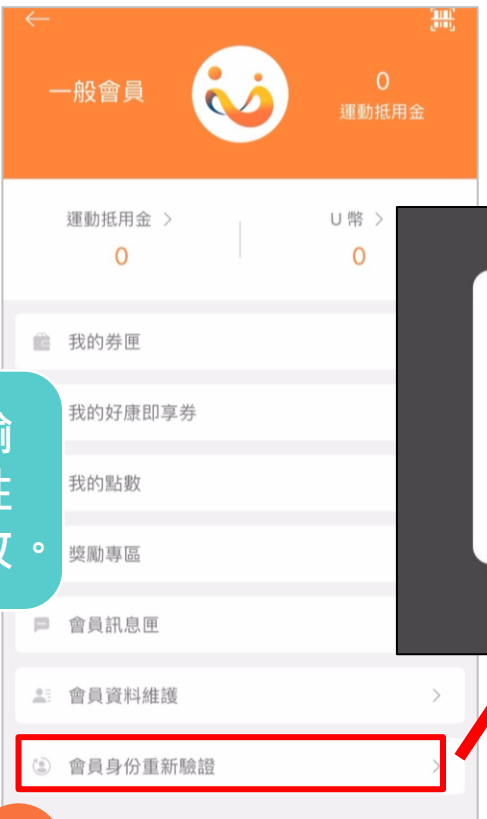 一般會員
0
運動抵用金
運動抵用金 >
0
U 幣 >
0
我的券匣
我的好康即享券
我的點數
獎勵專區
會員訊息匣
會員資料維護 >
會員身份重新驗證 >
。